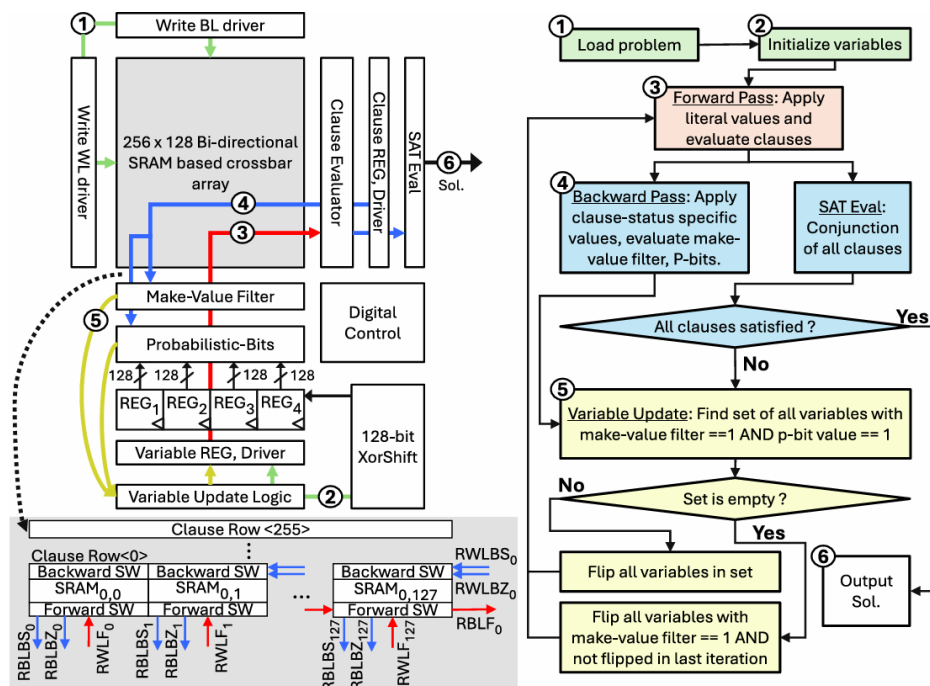 1
Write BL driver
Write WL driver
256 x 128 Bi-directional
SRAM based crossbar
array
4
3
Clause Evaluator
Clause REG, Driver
SAT Eval
6
Sol.
Make-Value Filter
5
Probabilistic-Bits
Digital
Control
128
128
128
128
REG1
REG2
REG3
REG4
128-bit
XorShift
Variable REG, Driver
Variable Update Logic
2
Clause Row <255>
Clause Row<0>
Backward SW
SRAM0,0
Forward SW
Backward SW
SRAM0,1
Forward SW
...
Backward SW
SRAM0,127
Forward SW
RWLBS0
RWLBZ0
RBLF0
RBLBS0
RBLBZ0
RWLF0
RBLBS1
RBLBZ1
RWLF1
RBLBS127
RBLBZ127
RWLF127
1
Load problem
2
Initialize variables
3
Forward Pass: Apply
literal values and
evaluate clauses
4
Backward Pass: Apply
clause-status specific
values, evaluate make-
value filter, P-bits.
SAT Eval:
Conjunction
of all clauses
All clauses satisfied ?
Yes
No
5
Variable Update: Find set of all variables with
make-value filter ==1 AND p-bit value == 1
No
Set is empty ?
Yes
Flip all variables in set
Flip all variables with
make-value filter == 1 AND
not flipped in last iteration
6
Output
Sol.